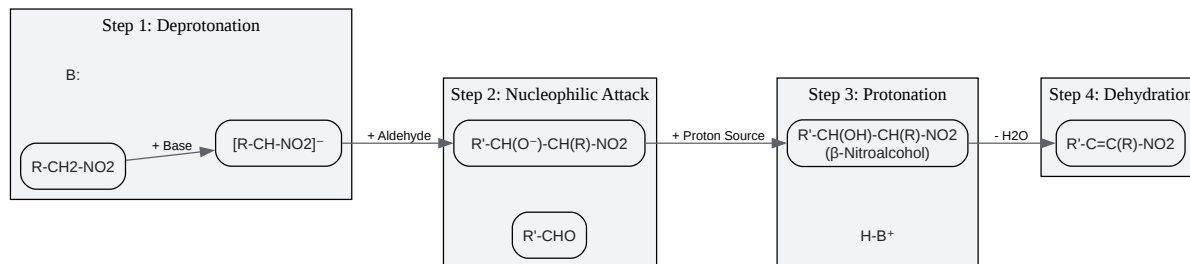 Step 1: Deprotonation
B:
R-CH2-NO2
+ Base
[R-CH-NO2]⁻
+ Aldehyde
Step 2: Nucleophilic Attack
R'-CH(O⁻)-CH(R)-NO2
R'-CHO
+ Proton Source
Step 3: Protonation
R'-CH(OH)-CH(R)-NO2
(β-Nitroalcohol)
H-B⁺
- H2O
Step 4: Dehydration
R'-C=C(R)-NO2